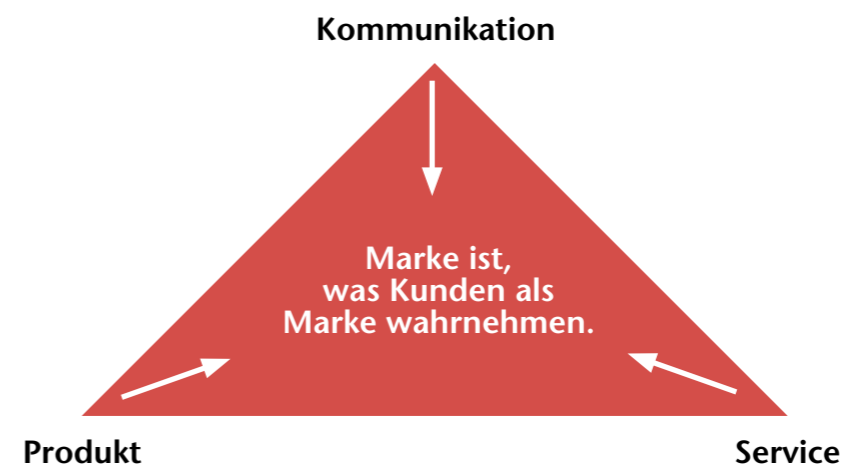 Kommunikation
Marke ist,
was Kunden als
Marke wahrnehmen.
Produkt
Service